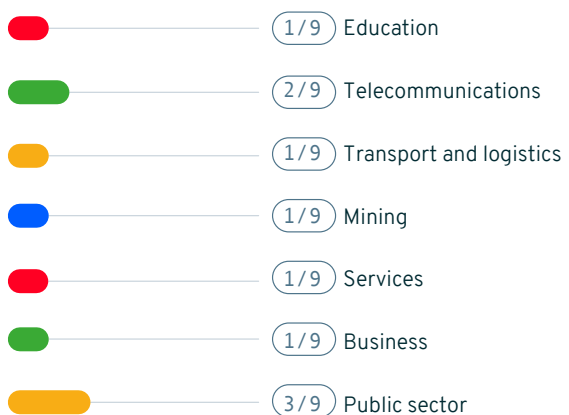 1/9 Education
2/9 Telecommunications
1/9 Transport and logistics
1/9 Mining
1/9 Services
1/9 Business
3/9 Public sector